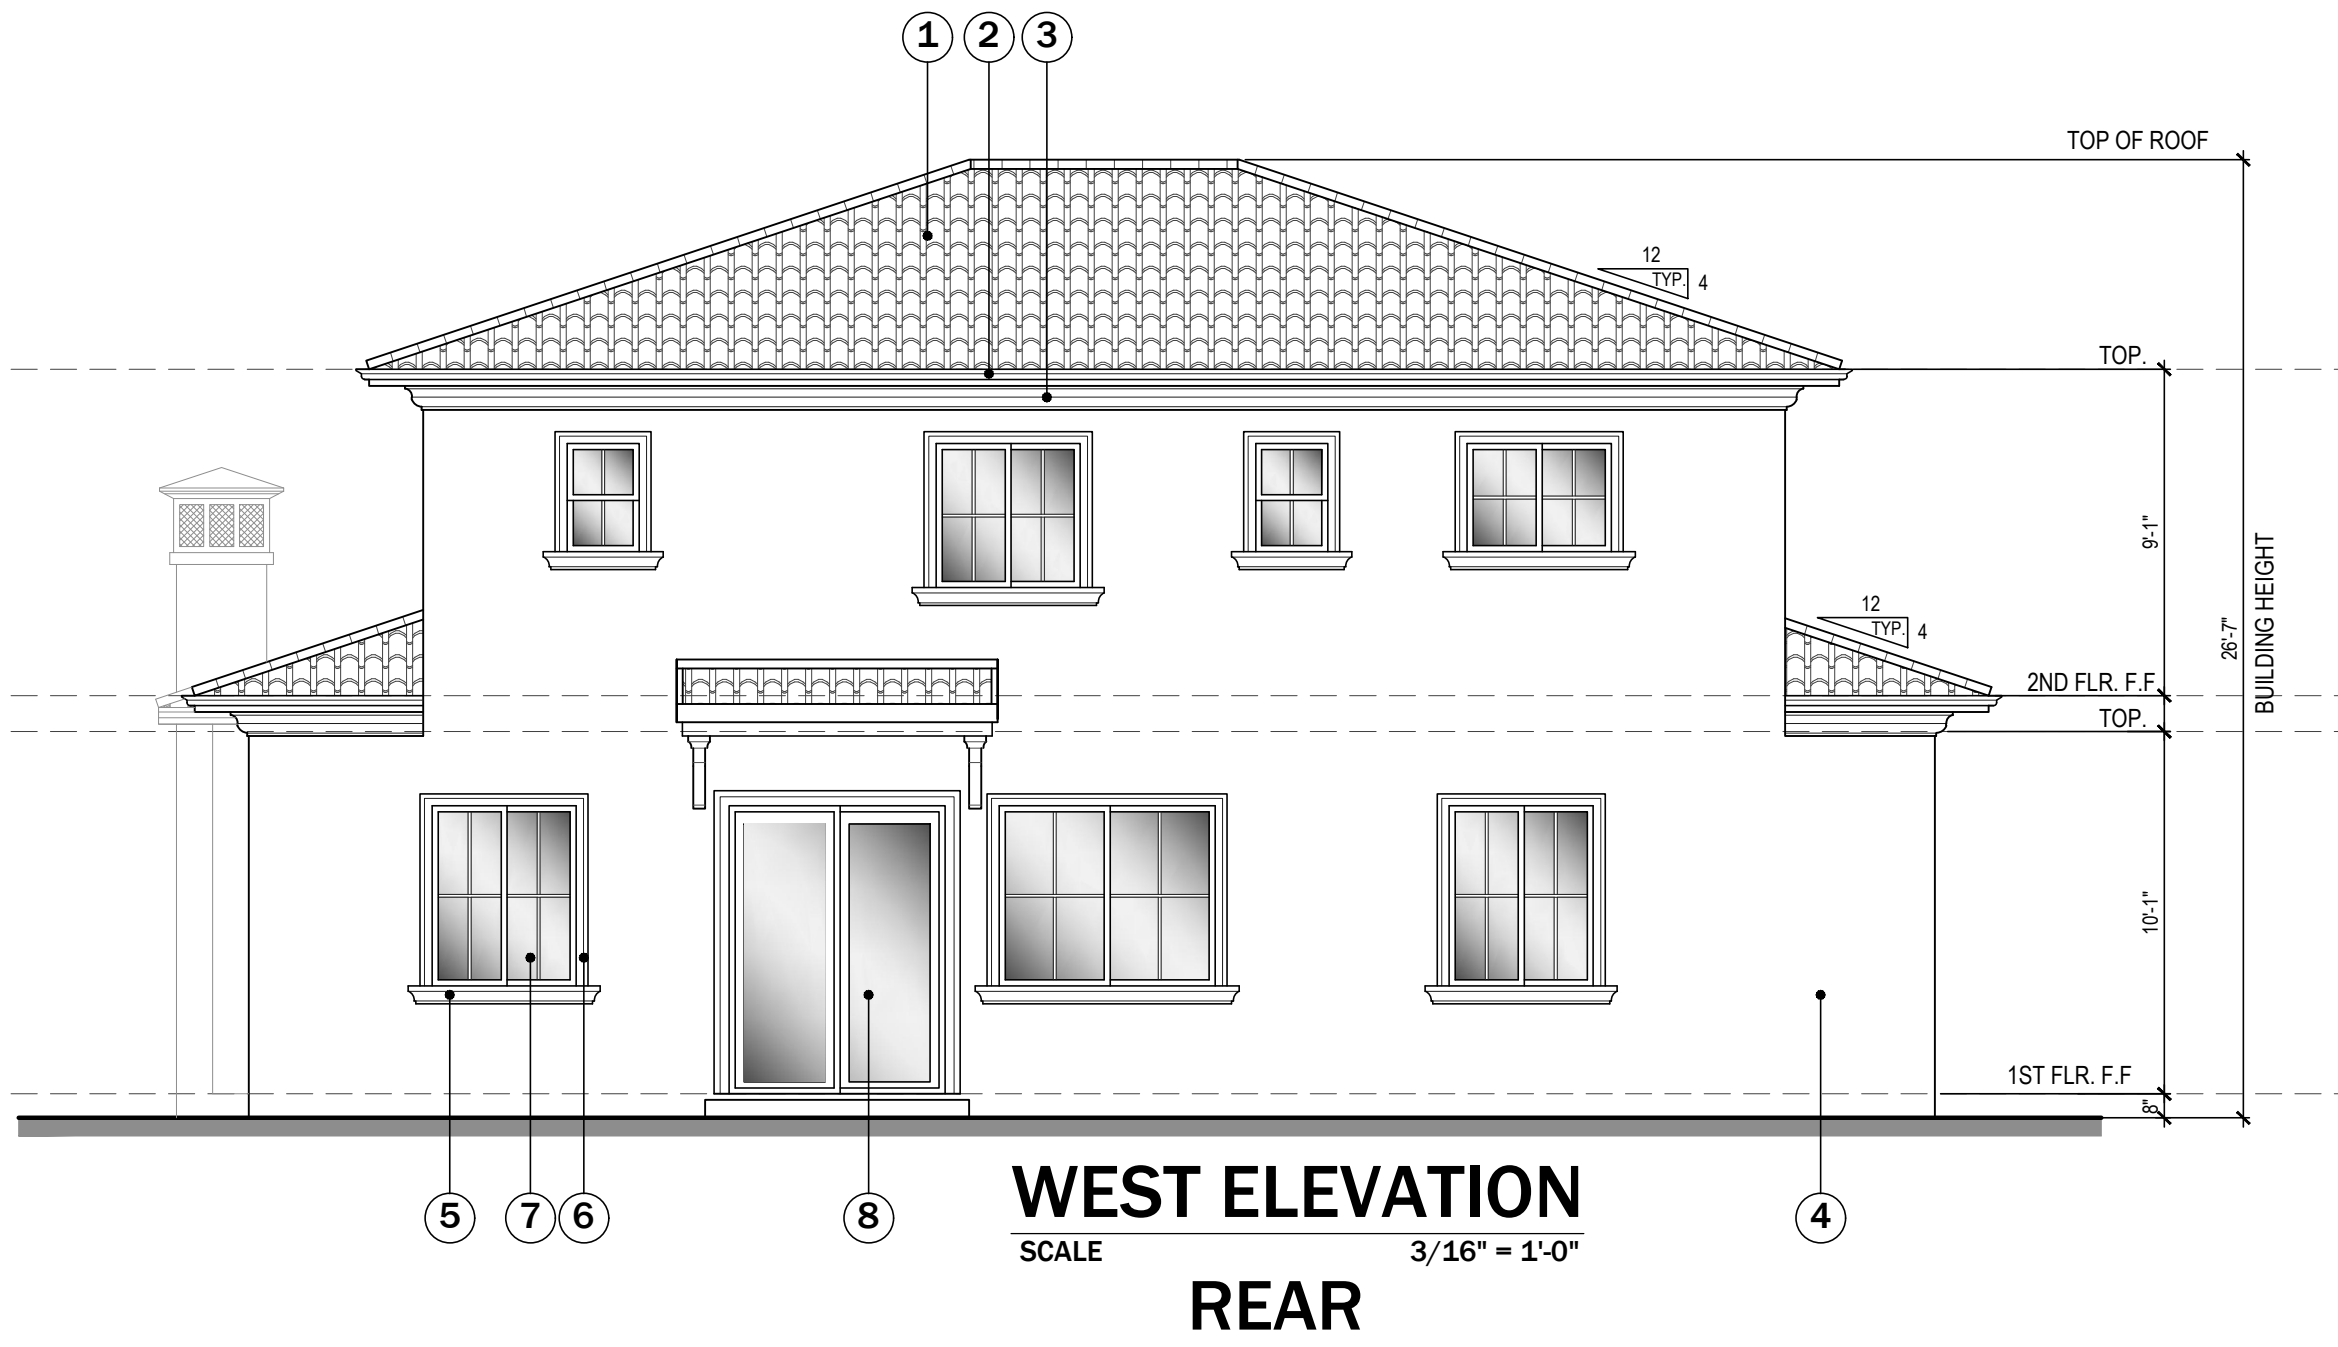 1 2 3
TOP OF ROOF
12
TYP. 4
TOP.
9'-1"
12
TYP. 4
26'-7"
BUILDING HEIGHT
2ND FLR. F.F
TOP.
10'-1"
1ST FLR. F.F
8"
5 7 6 8 4
WEST ELEVATION
SCALE 3/16" = 1'-0"
REAR